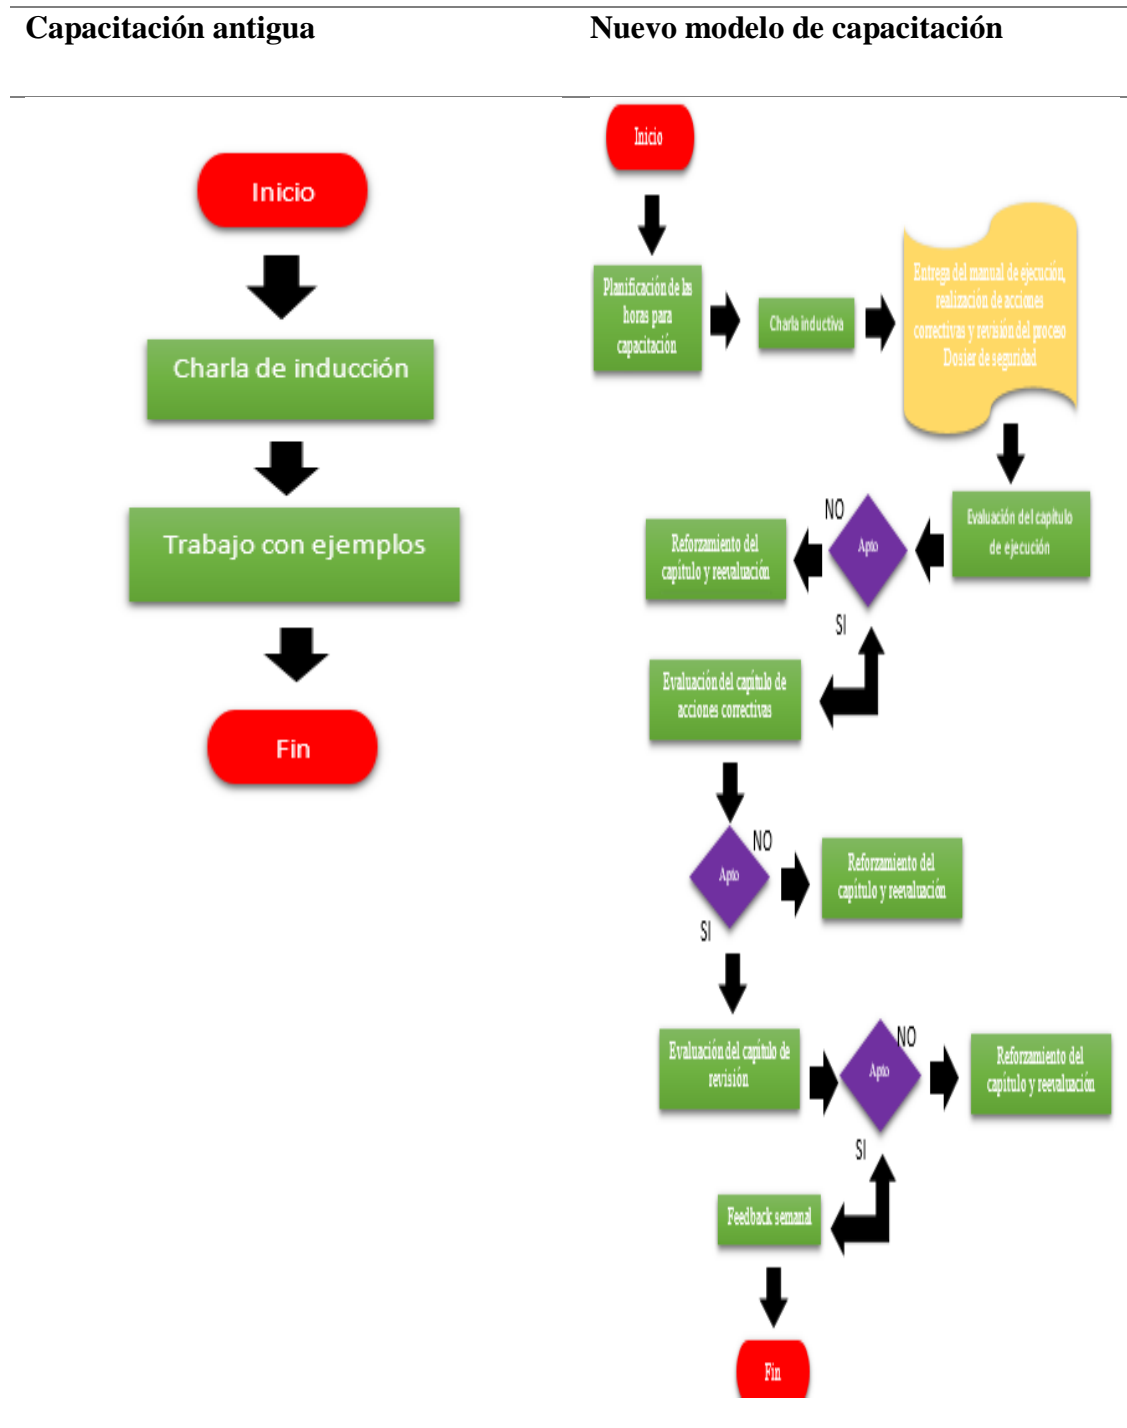 Capacitación antigua
Nuevo modelo de capacitación
Inicio
Charla de inducción
Trabajo con ejemplos
Fin
Inicio
Planificación de las
horas para
capacitación
Charla inductiva
Entrega del manual de ejecución,
realización de acciones
correctivas y revisión del proceso
Dosier de seguridad
Evaluación del capítulo
de ejecución
Apto
NO
Reforzamiento del
capítulo y reevaluación
SI
Evaluación del capítulo de
acciones correctivas
Apto
NO
Reforzamiento del
capítulo y reevaluación
SI
Evaluación del capítulo de
revisión
Apto
NO
Reforzamiento del
capítulo y reevaluación
SI
Feedback semanal
Fin